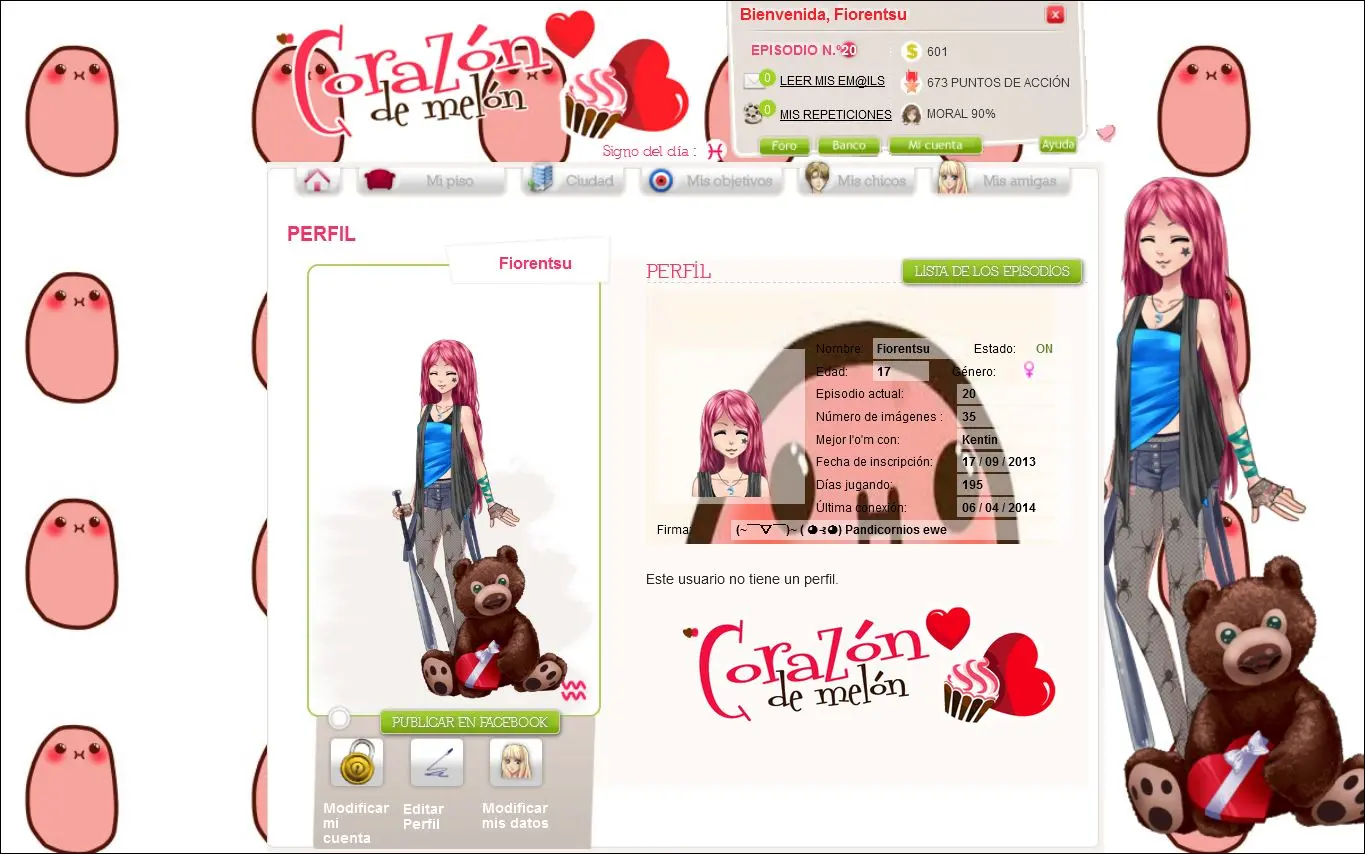 Corazón
de melón
Bienvenida, Fiorentsu
EPISODIO N.º20
601
0 LEER MIS EM@ILS
673 PUNTOS DE ACCIÓN
0 MIS REPETICIONES
MORAL 90%
Signo del día :
Foro
Banco
Mi cuenta
Ayuda
Mi piso
Ciudad
Mis objetivos
Mis chicos
Mis amigas
PERFIL
Fiorentsu
PERFIL
LISTA DE LOS EPISODIOS
Nombre: Fiorentsu Estado: ON
Edad: 17 Género: ♀
Episodio actual: 20
Número de imágenes : 35
Mejor l'o'm con: Kentin
Fecha de inscripción: 17 / 09 / 2013
Días jugando: 195
Última conexión: 06 / 04 / 2014
Firma: Pandicornios ewe
Este usuario no tiene un perfil.
Corazón
de melón
PUBLICAR EN FACEBOOK
Modificar
mi
cuenta
Editar
Perfil
Modificar
mis datos